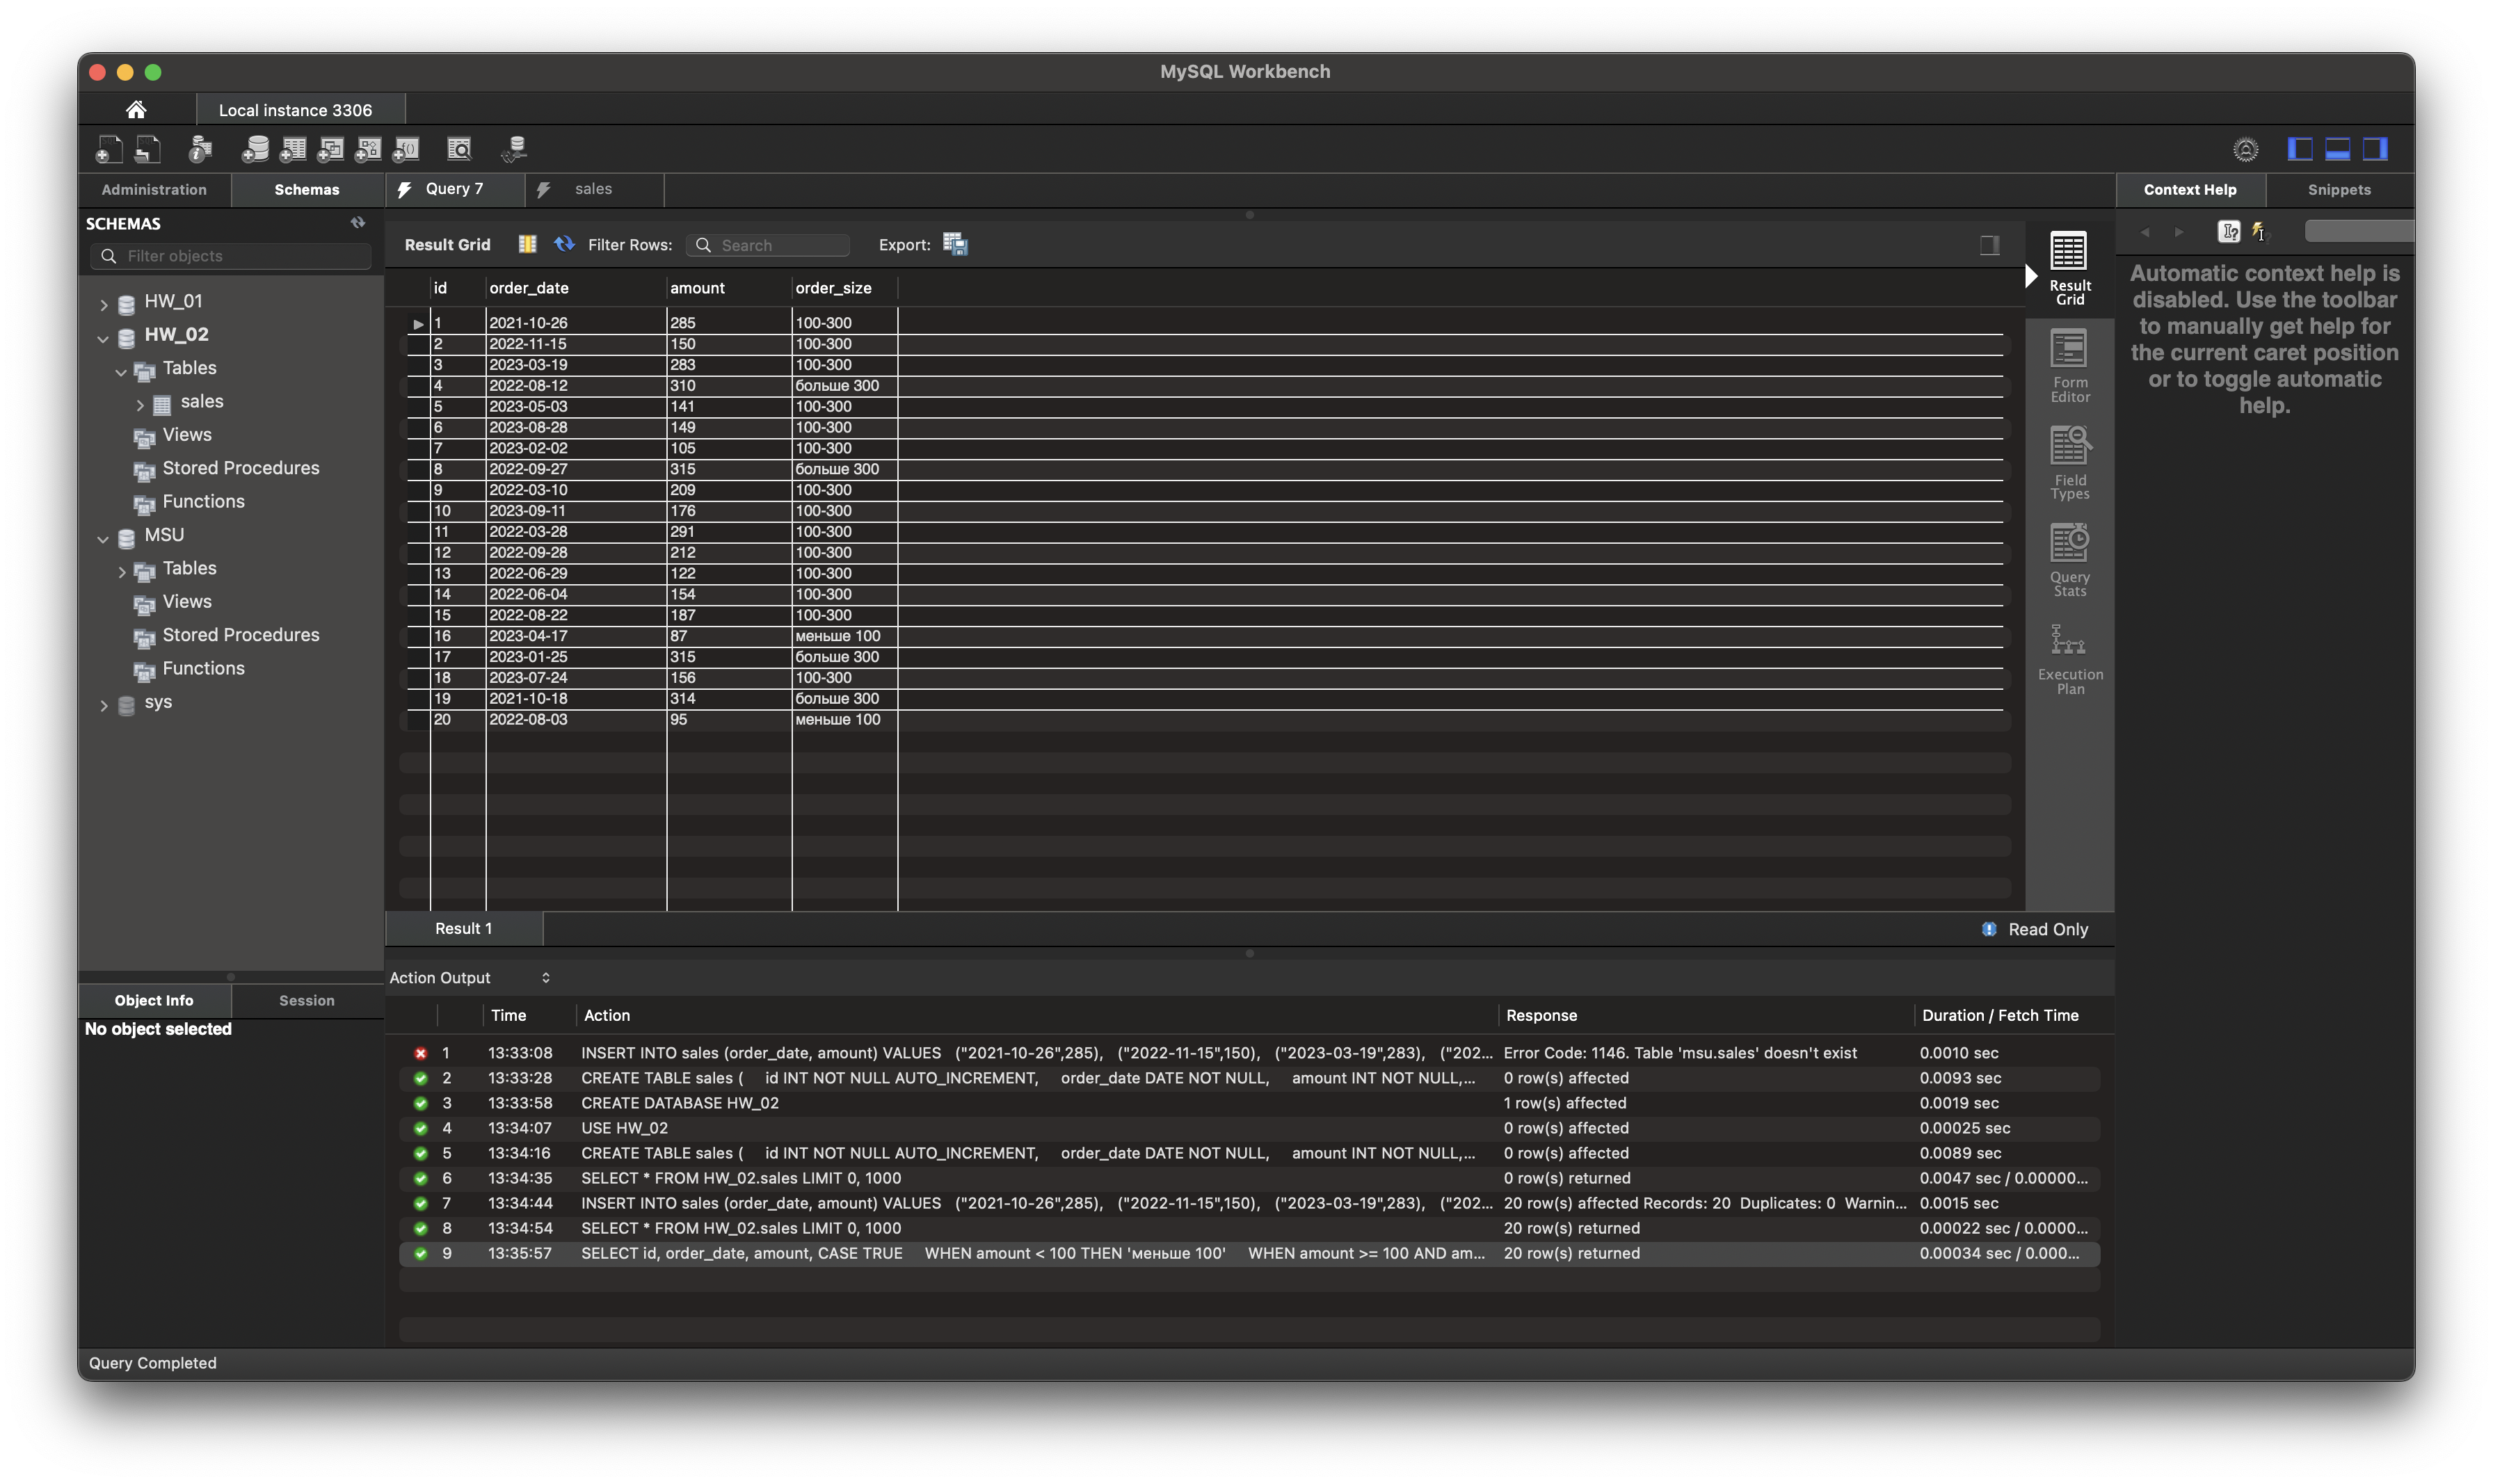 MySQL Workbench
Local instance 3306
Administration Schemas Query 7 sales Context Help Snippets
SCHEMAS
Filter objects
HW_01
HW_02
Tables
sales
Views
Stored Procedures
Functions
MSU
Tables
Views
Stored Procedures
Functions
sys
Object Info Session
No object selected
Result Grid Filter Rows: Search Export:
id order_date amount order_size
1 2021-10-26 285 100-300
2 2022-11-15 150 100-300
3 2023-03-19 283 100-300
4 2022-08-12 310 больше 300
5 2023-05-03 141 100-300
6 2023-08-28 149 100-300
7 2023-02-02 105 100-300
8 2022-09-27 315 больше 300
9 2022-03-10 209 100-300
10 2023-09-11 176 100-300
11 2022-03-28 291 100-300
12 2022-09-28 212 100-300
13 2022-06-29 122 100-300
14 2022-06-04 154 100-300
15 2022-08-22 187 100-300
16 2023-04-17 87 меньше 100
17 2023-01-25 315 больше 300
18 2023-07-24 156 100-300
19 2021-10-18 314 больше 300
20 2022-08-03 95 меньше 100
Result
Grid
Form
Editor
Field
Types
Query
Stats
Execution
Plan
Automatic context help is
disabled. Use the toolbar
to manually get help for
the current caret position
or to toggle automatic
help.
Result 1 Read Only
Action Output
Time Action Response Duration / Fetch Time
1 13:33:08 INSERT INTO sales (order_date, amount) VALUES ("2021-10-26",285), ("2022-11-15",150), ("2023-03-19",283), ("202... Error Code: 1146. Table 'msu.sales' doesn't exist 0.0010 sec
2 13:33:28 CREATE TABLE sales ( id INT NOT NULL AUTO_INCREMENT, order_date DATE NOT NULL, amount INT NOT NULL,... 0 row(s) affected 0.0093 sec
3 13:33:58 CREATE DATABASE HW_02 1 row(s) affected 0.0019 sec
4 13:34:07 USE HW_02 0 row(s) affected 0.00025 sec
5 13:34:16 CREATE TABLE sales ( id INT NOT NULL AUTO_INCREMENT, order_date DATE NOT NULL, amount INT NOT NULL,... 0 row(s) affected 0.0089 sec
6 13:34:35 SELECT * FROM HW_02.sales LIMIT 0, 1000 0 row(s) returned 0.0047 sec / 0.00000...
7 13:34:44 INSERT INTO sales (order_date, amount) VALUES ("2021-10-26",285), ("2022-11-15",150), ("2023-03-19",283), ("202... 20 row(s) affected Records: 20 Duplicates: 0 Warnin... 0.0015 sec
8 13:34:54 SELECT * FROM HW_02.sales LIMIT 0, 1000 20 row(s) returned 0.00022 sec / 0.0000...
9 13:35:57 SELECT id, order_date, amount, CASE TRUE WHEN amount < 100 THEN 'меньше 100' WHEN amount >= 100 AND am... 20 row(s) returned 0.00034 sec / 0.000...
Query Completed